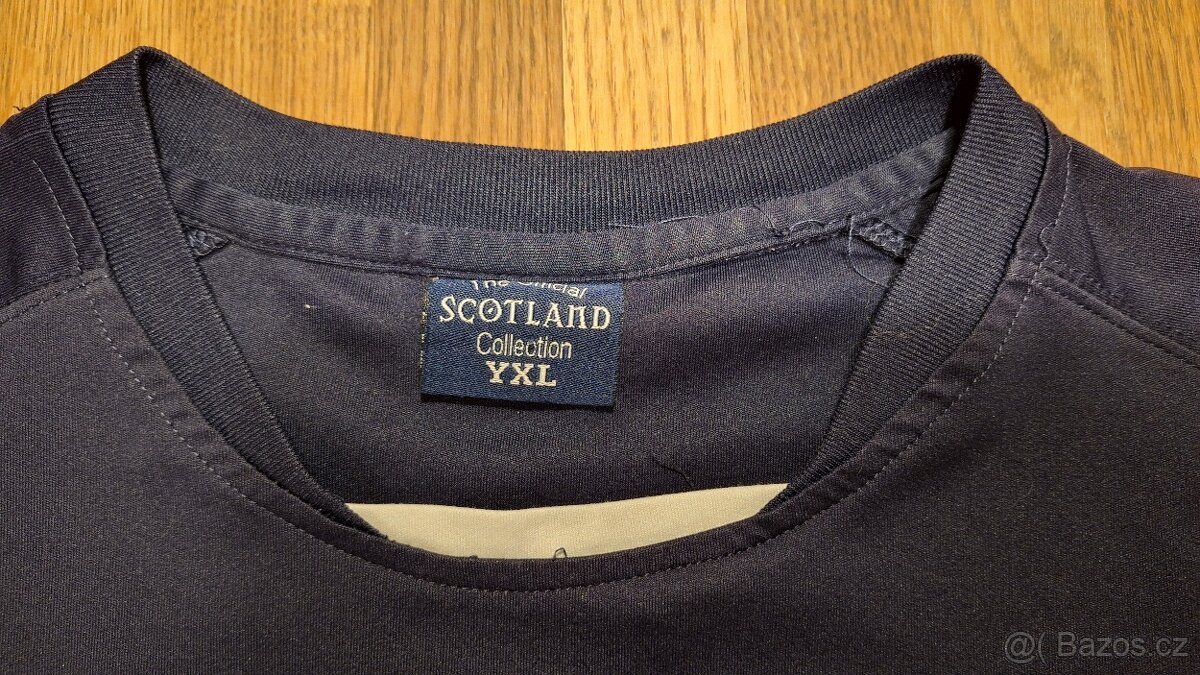 The Official
SCOTLAND
Collection
YXL
@( Bazos.cz